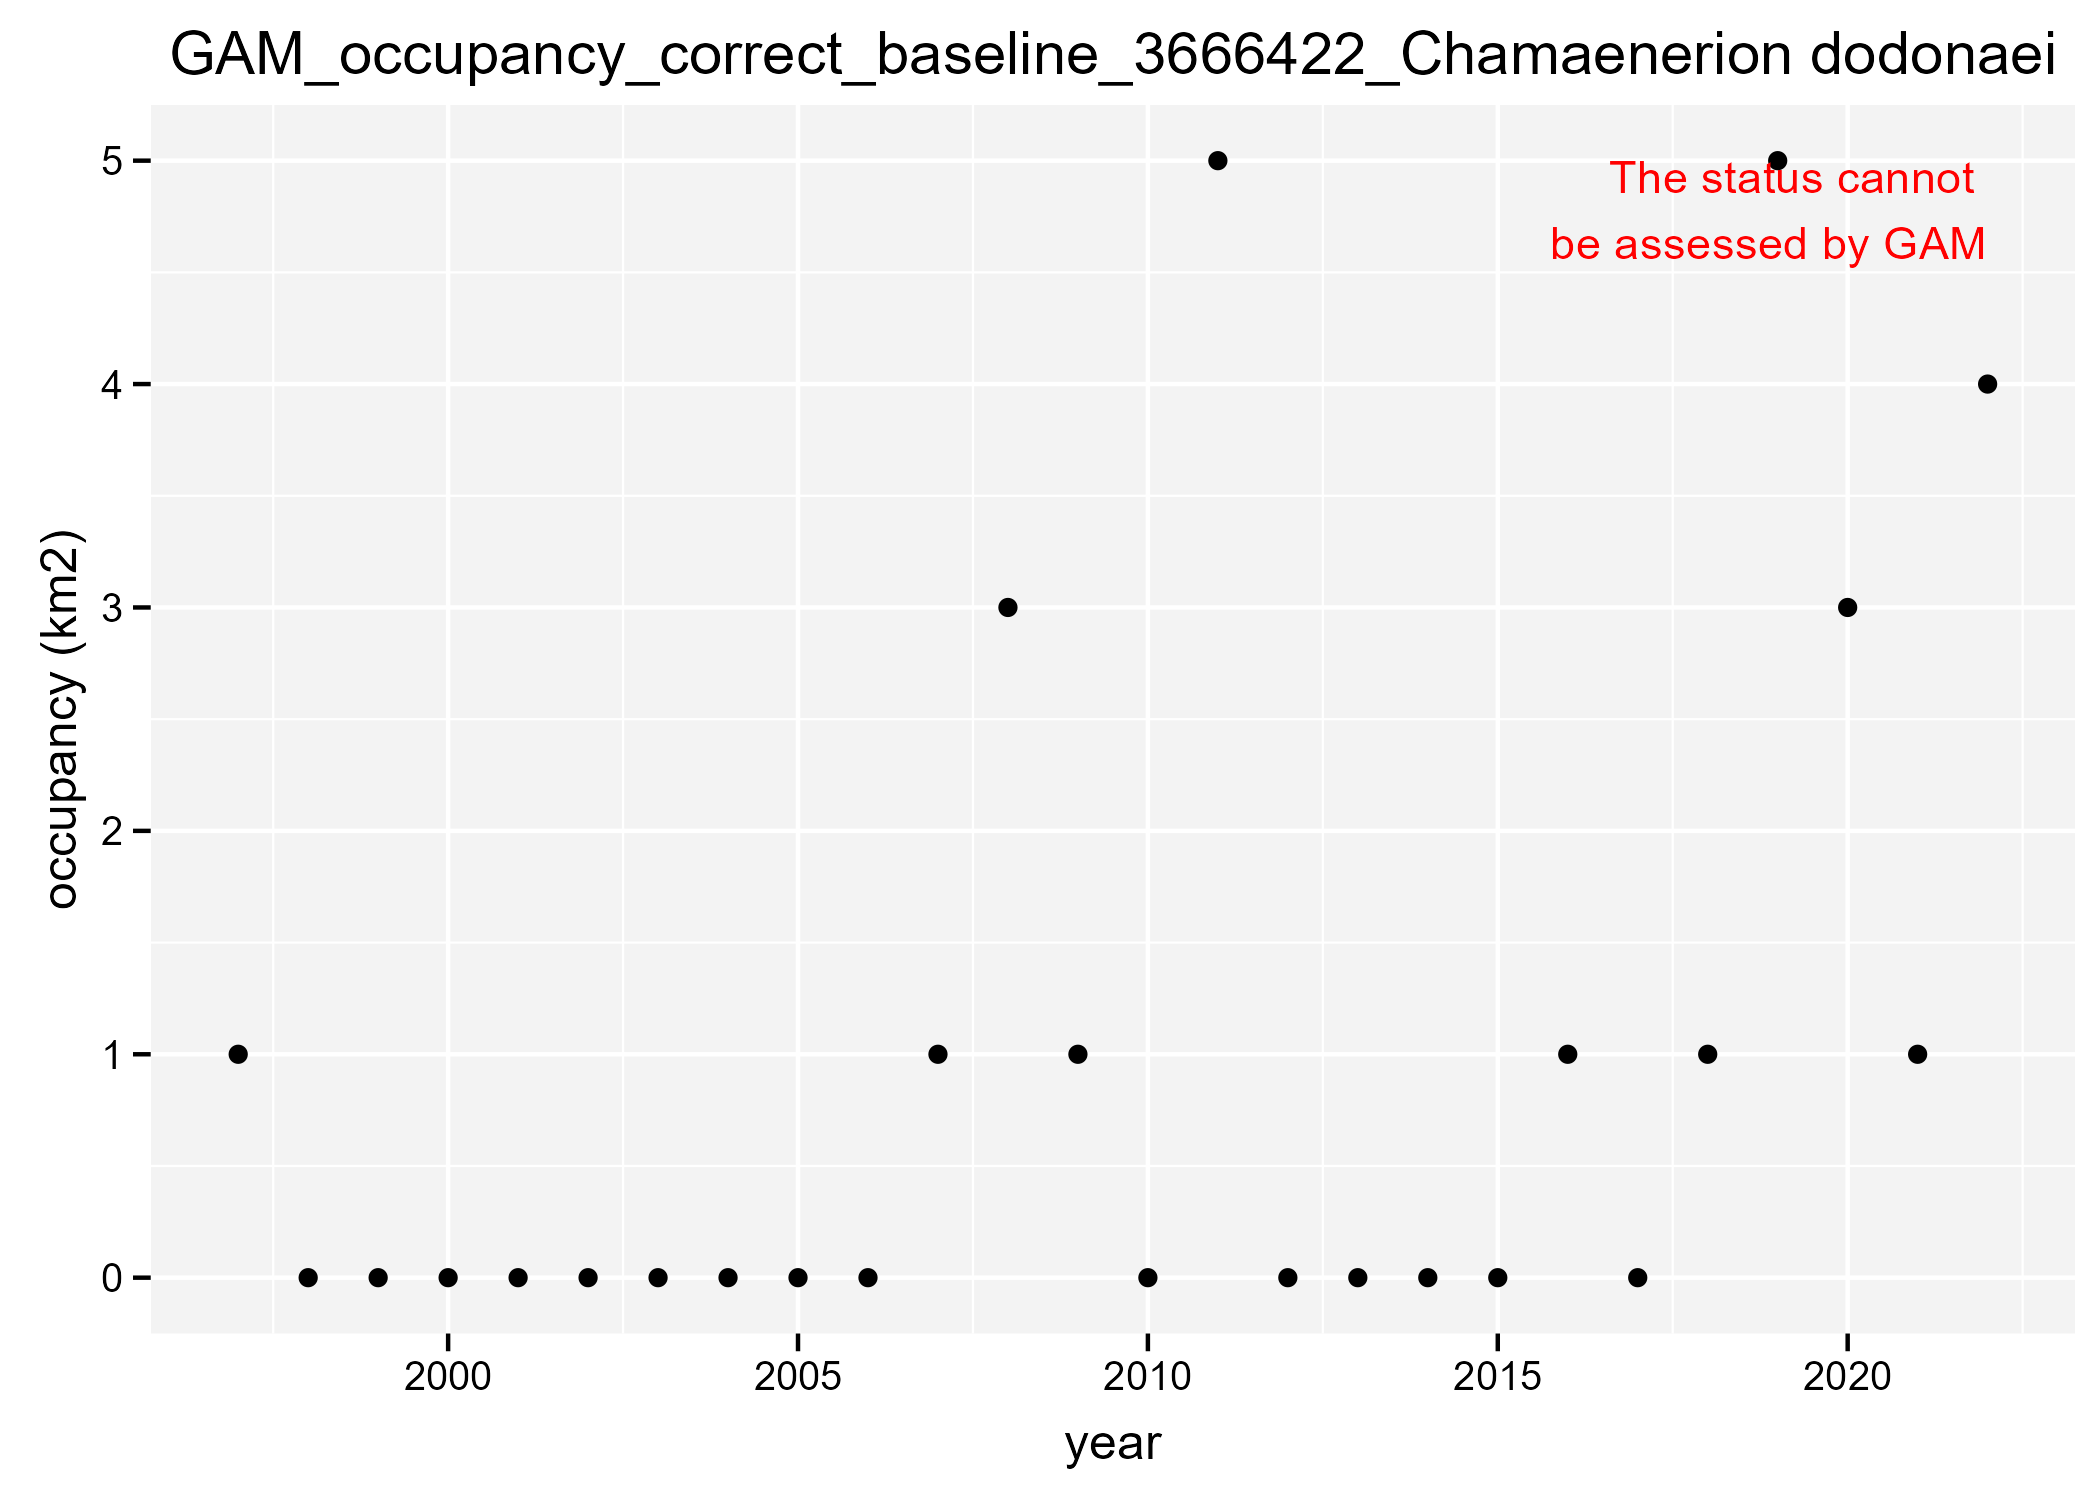 GAM_occupancy_correct_baseline_3666422_Chamaenerion dodonaei
The status cannot
be assessed by GAM
occupancy (km2)
5
4
3
2
1
0
2000 2005 2010 2015 2020
year